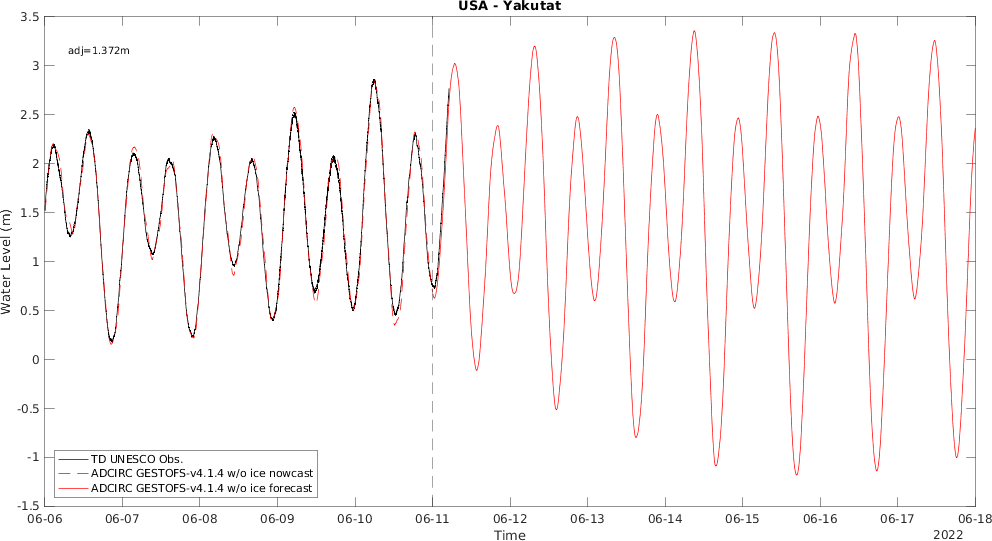 USA - Yakutat
adj=1.372m
3.5
3
2.5
2
1.5
1
0.5
0
-0.5
-1
-1.5
Water Level (m)
TD UNESCO Obs.
ADCIRC GESTOFS-v4.1.4 w/o ice nowcast
ADCIRC GESTOFS-v4.1.4 w/o ice forecast
06-06 06-07 06-08 06-09 06-10 06-11 06-12 06-13 06-14 06-15 06-16 06-17 06-18
Time
2022